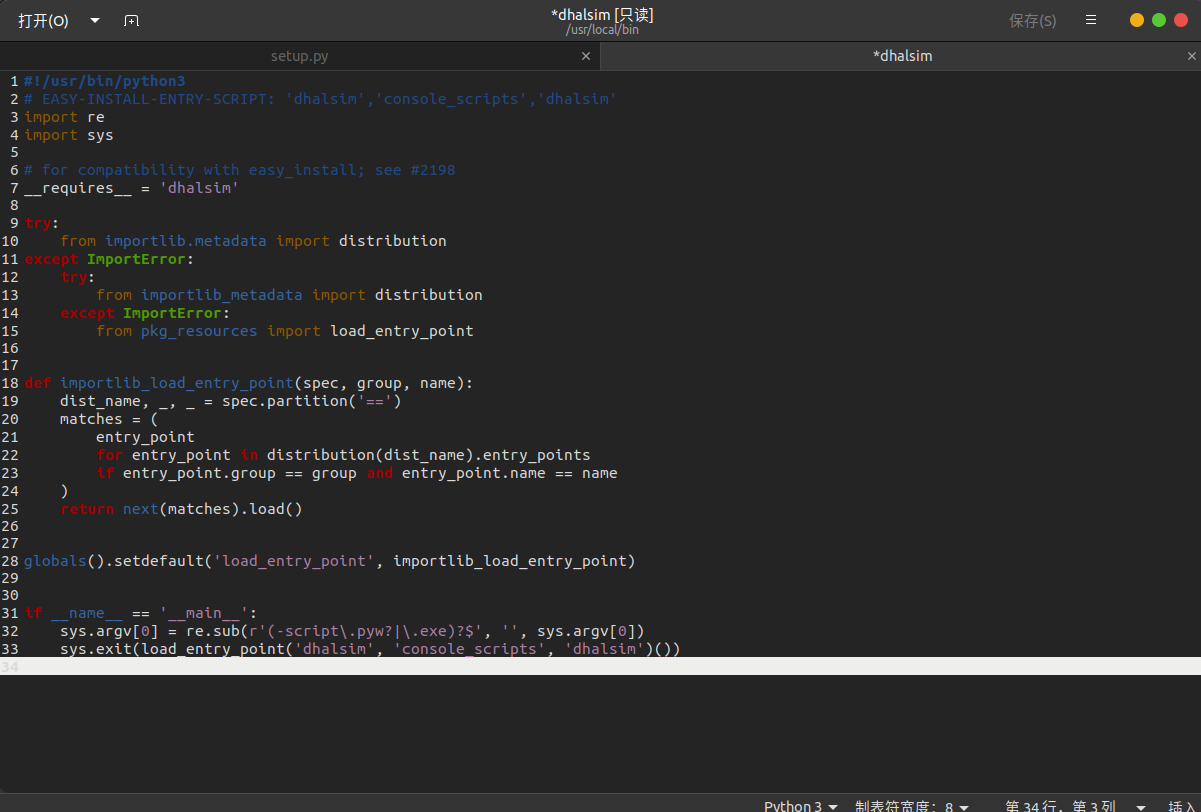 打开(O)
*dhalsim [只读]
/usr/local/bin
保存(S)
setup.py
*dhalsim
1 #!/usr/bin/python3
2 # EASY-INSTALL-ENTRY-SCRIPT: 'dhalsim','console_scripts','dhalsim'
3 import re
4 import sys
5
6 # for compatibility with easy_install; see #2198
7 __requires__ = 'dhalsim'
8
9 try:
10     from importlib.metadata import distribution
11 except ImportError:
12     try:
13         from importlib_metadata import distribution
14     except ImportError:
15         from pkg_resources import load_entry_point
16
17
18 def importlib_load_entry_point(spec, group, name):
19     dist_name, _, _ = spec.partition('==')
20     matches = (
21         entry_point
22         for entry_point in distribution(dist_name).entry_points
23         if entry_point.group == group and entry_point.name == name
24     )
25     return next(matches).load()
26
27
28 globals().setdefault('load_entry_point', importlib_load_entry_point)
29
30
31 if __name__ == '__main__':
32     sys.argv[0] = re.sub(r'(-script\.pyw?|\.exe)?$', '', sys.argv[0])
33     sys.exit(load_entry_point('dhalsim', 'console_scripts', 'dhalsim')())
34
Python 3 制表符宽度：8 第 34 行，第 3 列 插入